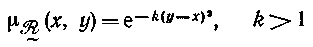 μ_ℛ̰ (x, y) = e^{−k(y−x)²}, k > 1